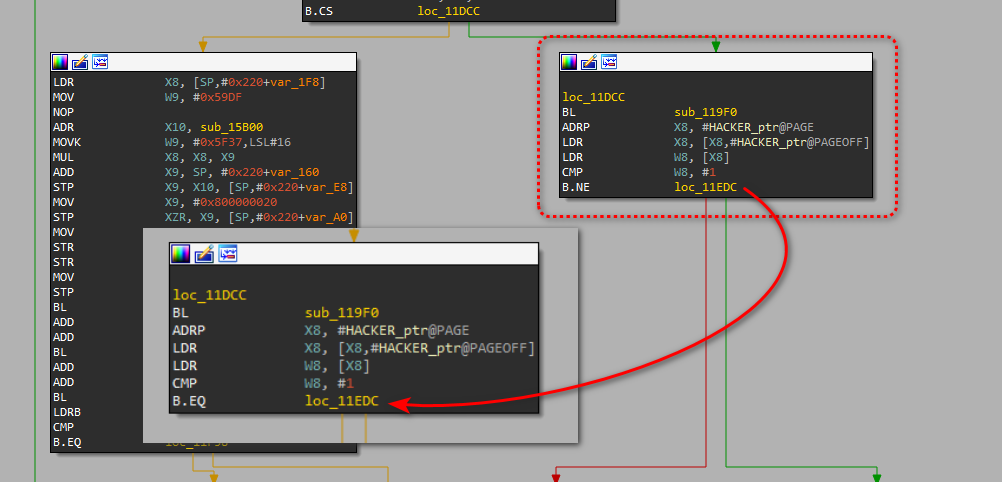 B.CS loc_11DCC
LDR X8, [SP,#0x220+var_1F8]
MOV W9, #0x59DF
NOP
ADR X10, sub_15B00
MOVK W9, #0x5F37,LSL#16
MUL X8, X8, X9
ADD X9, SP, #0x220+var_160
STP X9, X10, [SP,#0x220+var_E8]
MOV X9, #0x800000020
STP XZR, X9, [SP,#0x220+var_A0]
MOV
STR
STR
MOV
STP
BL
ADD
ADD
BL
ADD
ADD
BL
LDRB
CMP
B.EQ
loc_11DCC
BL sub_119F0
ADRP X8, #HACKER_ptr@PAGE
LDR X8, [X8,#HACKER_ptr@PAGEOFF]
LDR W8, [X8]
CMP W8, #1
B.EQ loc_11EDC
loc_11DCC
BL sub_119F0
ADRP X8, #HACKER_ptr@PAGE
LDR X8, [X8,#HACKER_ptr@PAGEOFF]
LDR W8, [X8]
CMP W8, #1
B.NE loc_11EDC